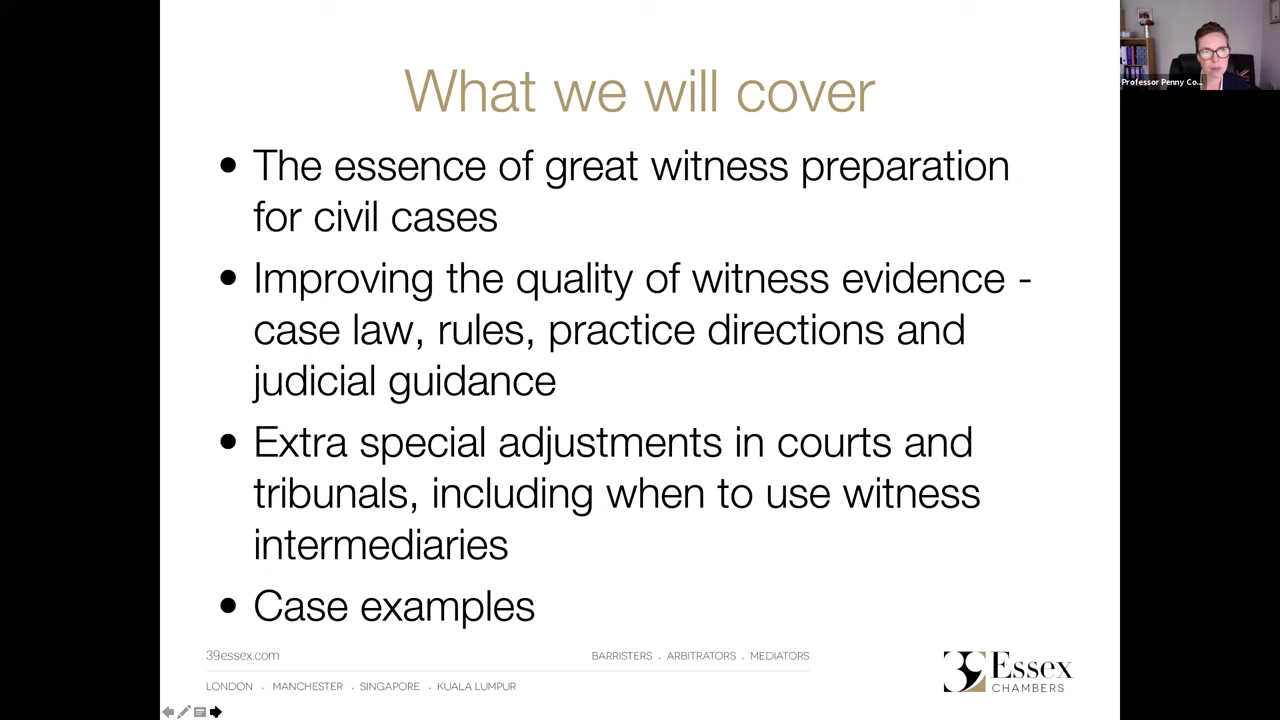 What we will cover
• The essence of great witness preparation
for civil cases
• Improving the quality of witness evidence -
case law, rules, practice directions and
judicial guidance
• Extra special adjustments in courts and
tribunals, including when to use witness
intermediaries
• Case examples
39essex.com
BARRISTERS . ARBITRATORS . MEDIATORS
LONDON . MANCHESTER . SINGAPORE . KUALA LUMPUR
39 Essex
CHAMBERS
Professor Penny Co...